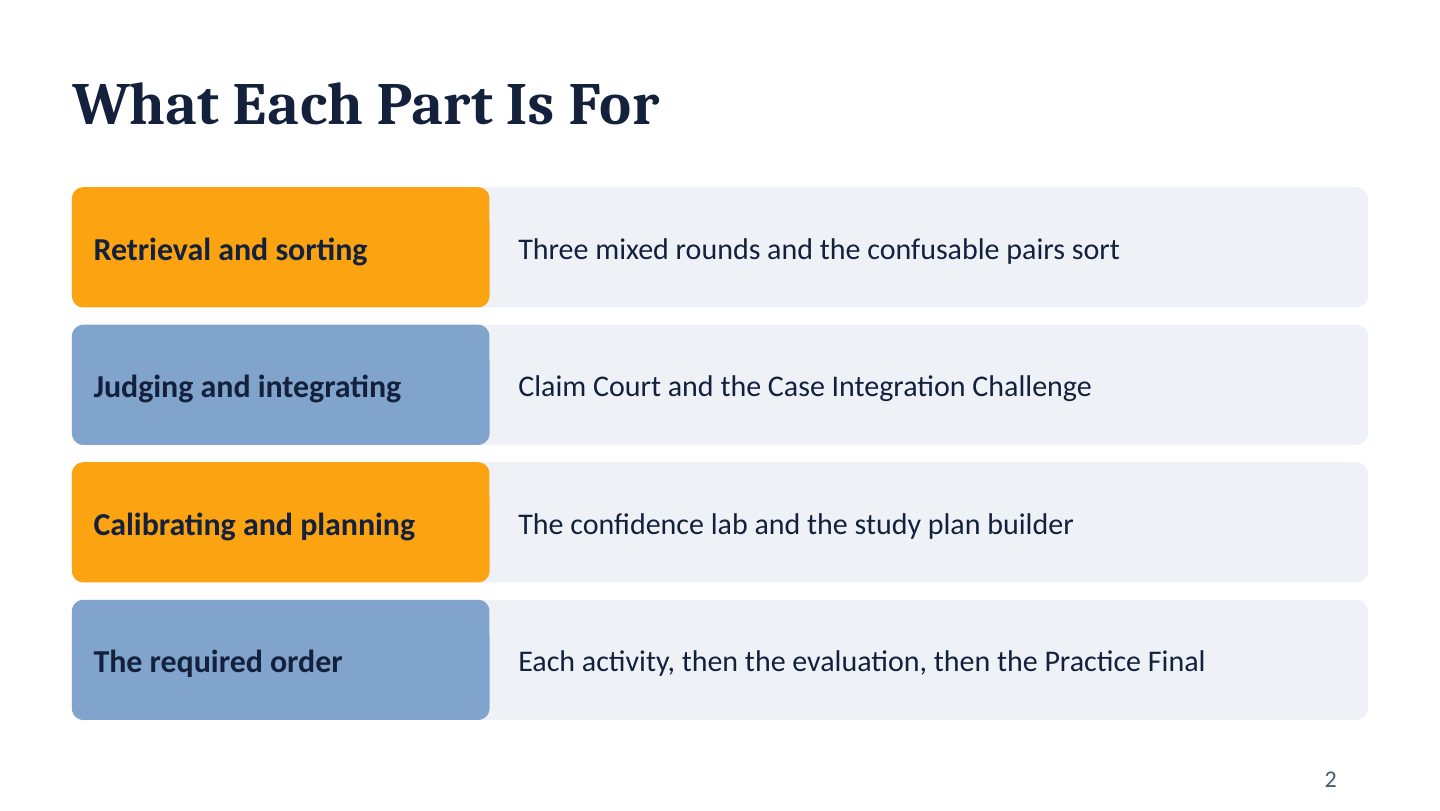 What Each Part Is For
Retrieval and sorting
Three mixed rounds and the confusable pairs sort
Judging and integrating
Claim Court and the Case Integration Challenge
Calibrating and planning
The confidence lab and the study plan builder
The required order
Each activity, then the evaluation, then the Practice Final
2